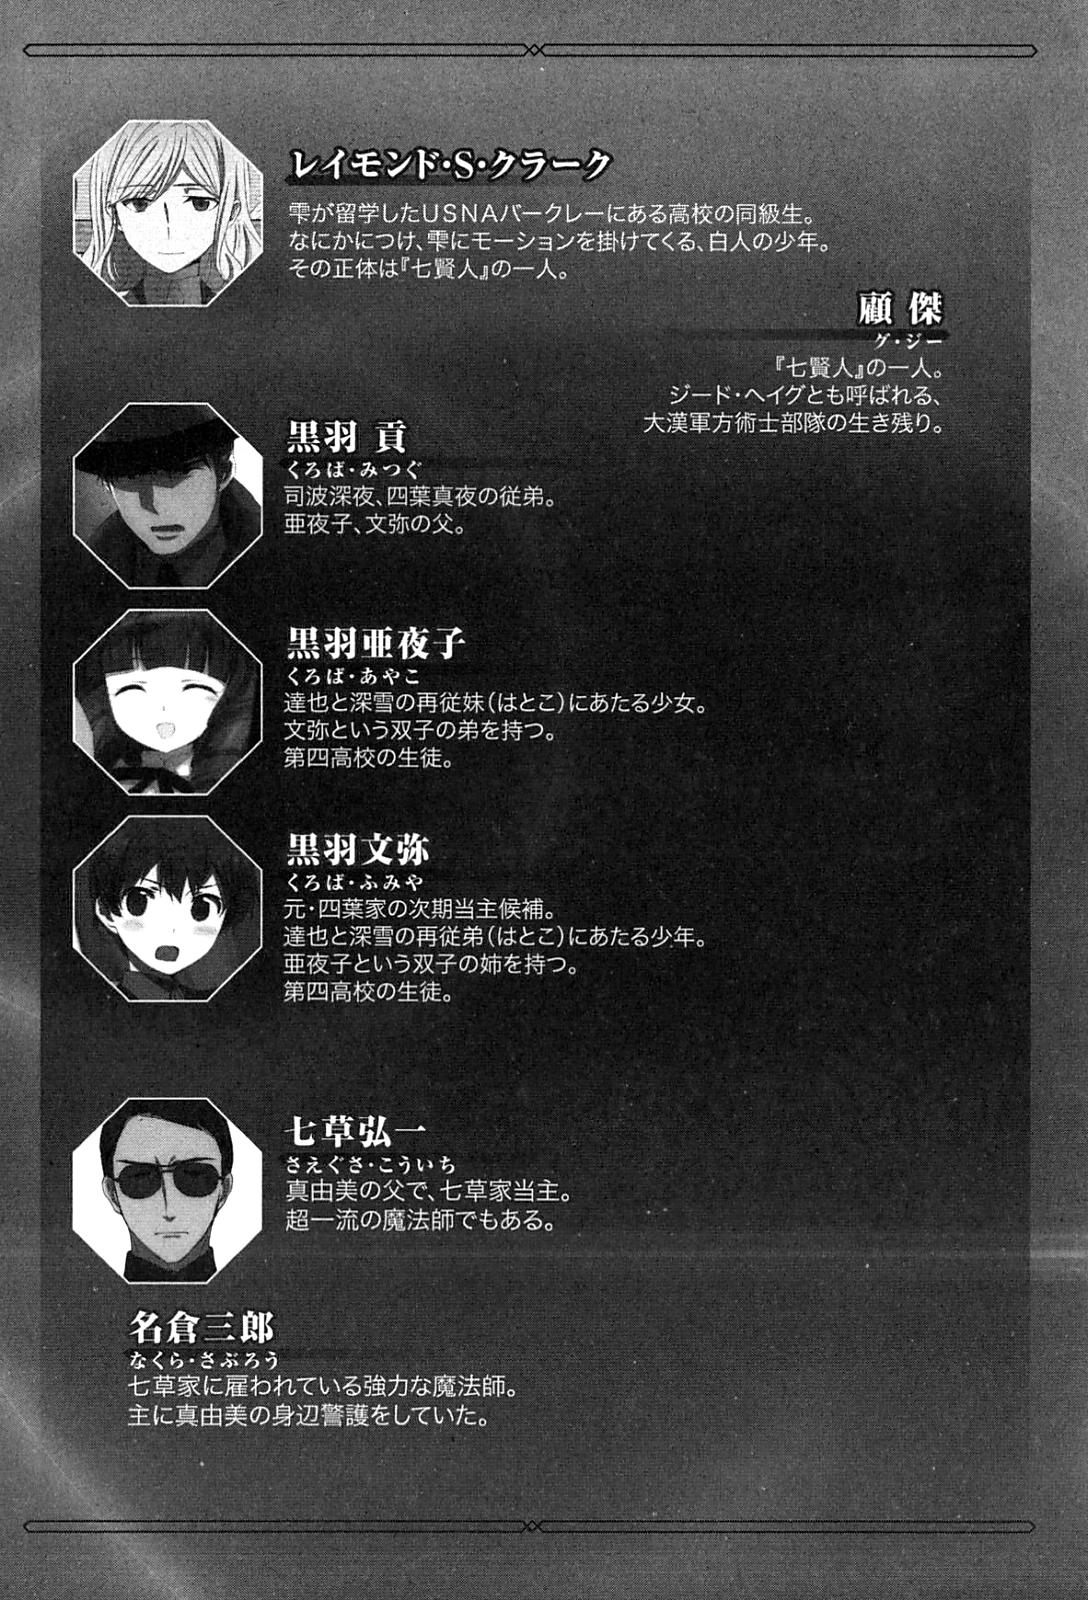 レイモンド・S・クラーク
雫が留学したUSNAバークレーにある高校の同級生。
なにかにつけ、雫にモーションを掛けてくる、白人の少年。
その正体は『七賢人』の一人。
顧 傑
グ・ジー
『七賢人』の一人。
ジード・ヘイグとも呼ばれる、
大漢軍方術士部隊の生き残り。
黒羽 貢
くろば・みつぐ
司波深夜、四葉真夜の従弟。
亜夜子、文弥の父。
黒羽亜夜子
くろば・あやこ
達也と深雪の再従妹(はとこ)にあたる少女。
文弥という双子の弟を持つ。
第四高校の生徒。
黒羽文弥
くろば・ふみや
元・四葉家の次期当主候補。
達也と深雪の再従弟(はとこ)にあたる少年。
亜夜子という双子の姉を持つ。
第四高校の生徒。
七草弘一
さえぐさ・こういち
真由美の父で、七草家当主。
超一流の魔法師でもある。
名倉三郎
なくら・さぶろう
七草家に雇われている強力な魔法師。
主に真由美の身辺警護をしていた。